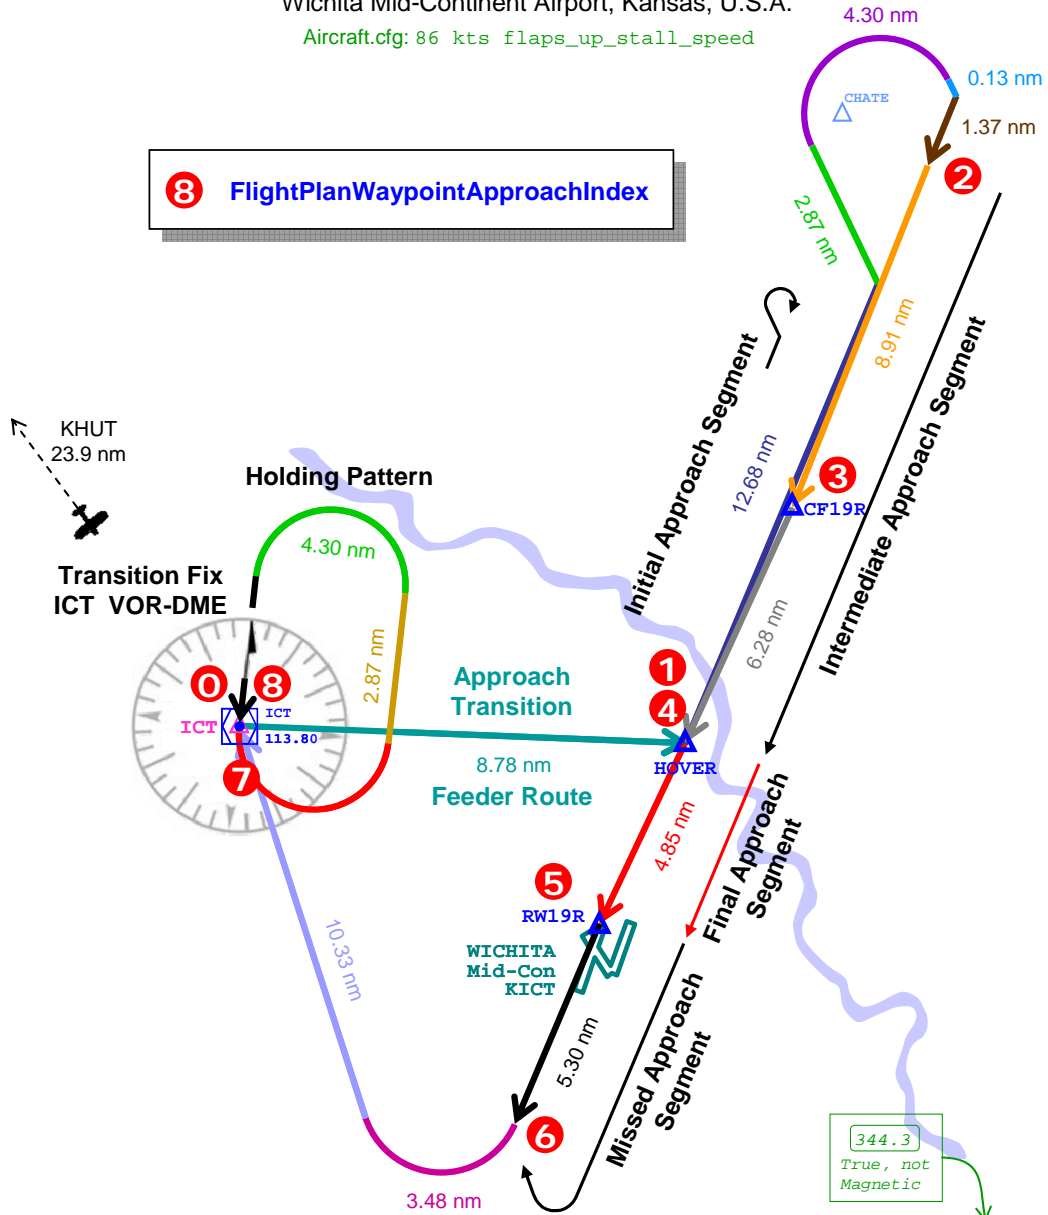 Wichita Mid-Continent Airport, Kansas, U.S.A.
Aircraft.cfg: 86 kts flaps_up_stall_speed
4.30 nm
0.13 nm
CHATE
1.37 nm
8 FlightPlanWaypointApproachIndex
2
2.87 nm
8.91 nm
Initial Approach Segment
Intermediate Approach Segment
KHUT
23.9 nm
Holding Pattern
12.68 nm
3
CF19R
4.30 nm
Transition Fix
ICT VOR-DME
6.28 nm
2.87 nm
0
8
Approach
Transition
1
4
ICT
ICT
113.80
8.78 nm
HOVER
7
Feeder Route
4.85 nm
Final Approach
Segment
5
RW19R
WICHITA
Mid-Con
KICT
10.33 nm
5.30 nm
Missed Approach
Segment
6
3.48 nm
344.3
True, not
Magnetic